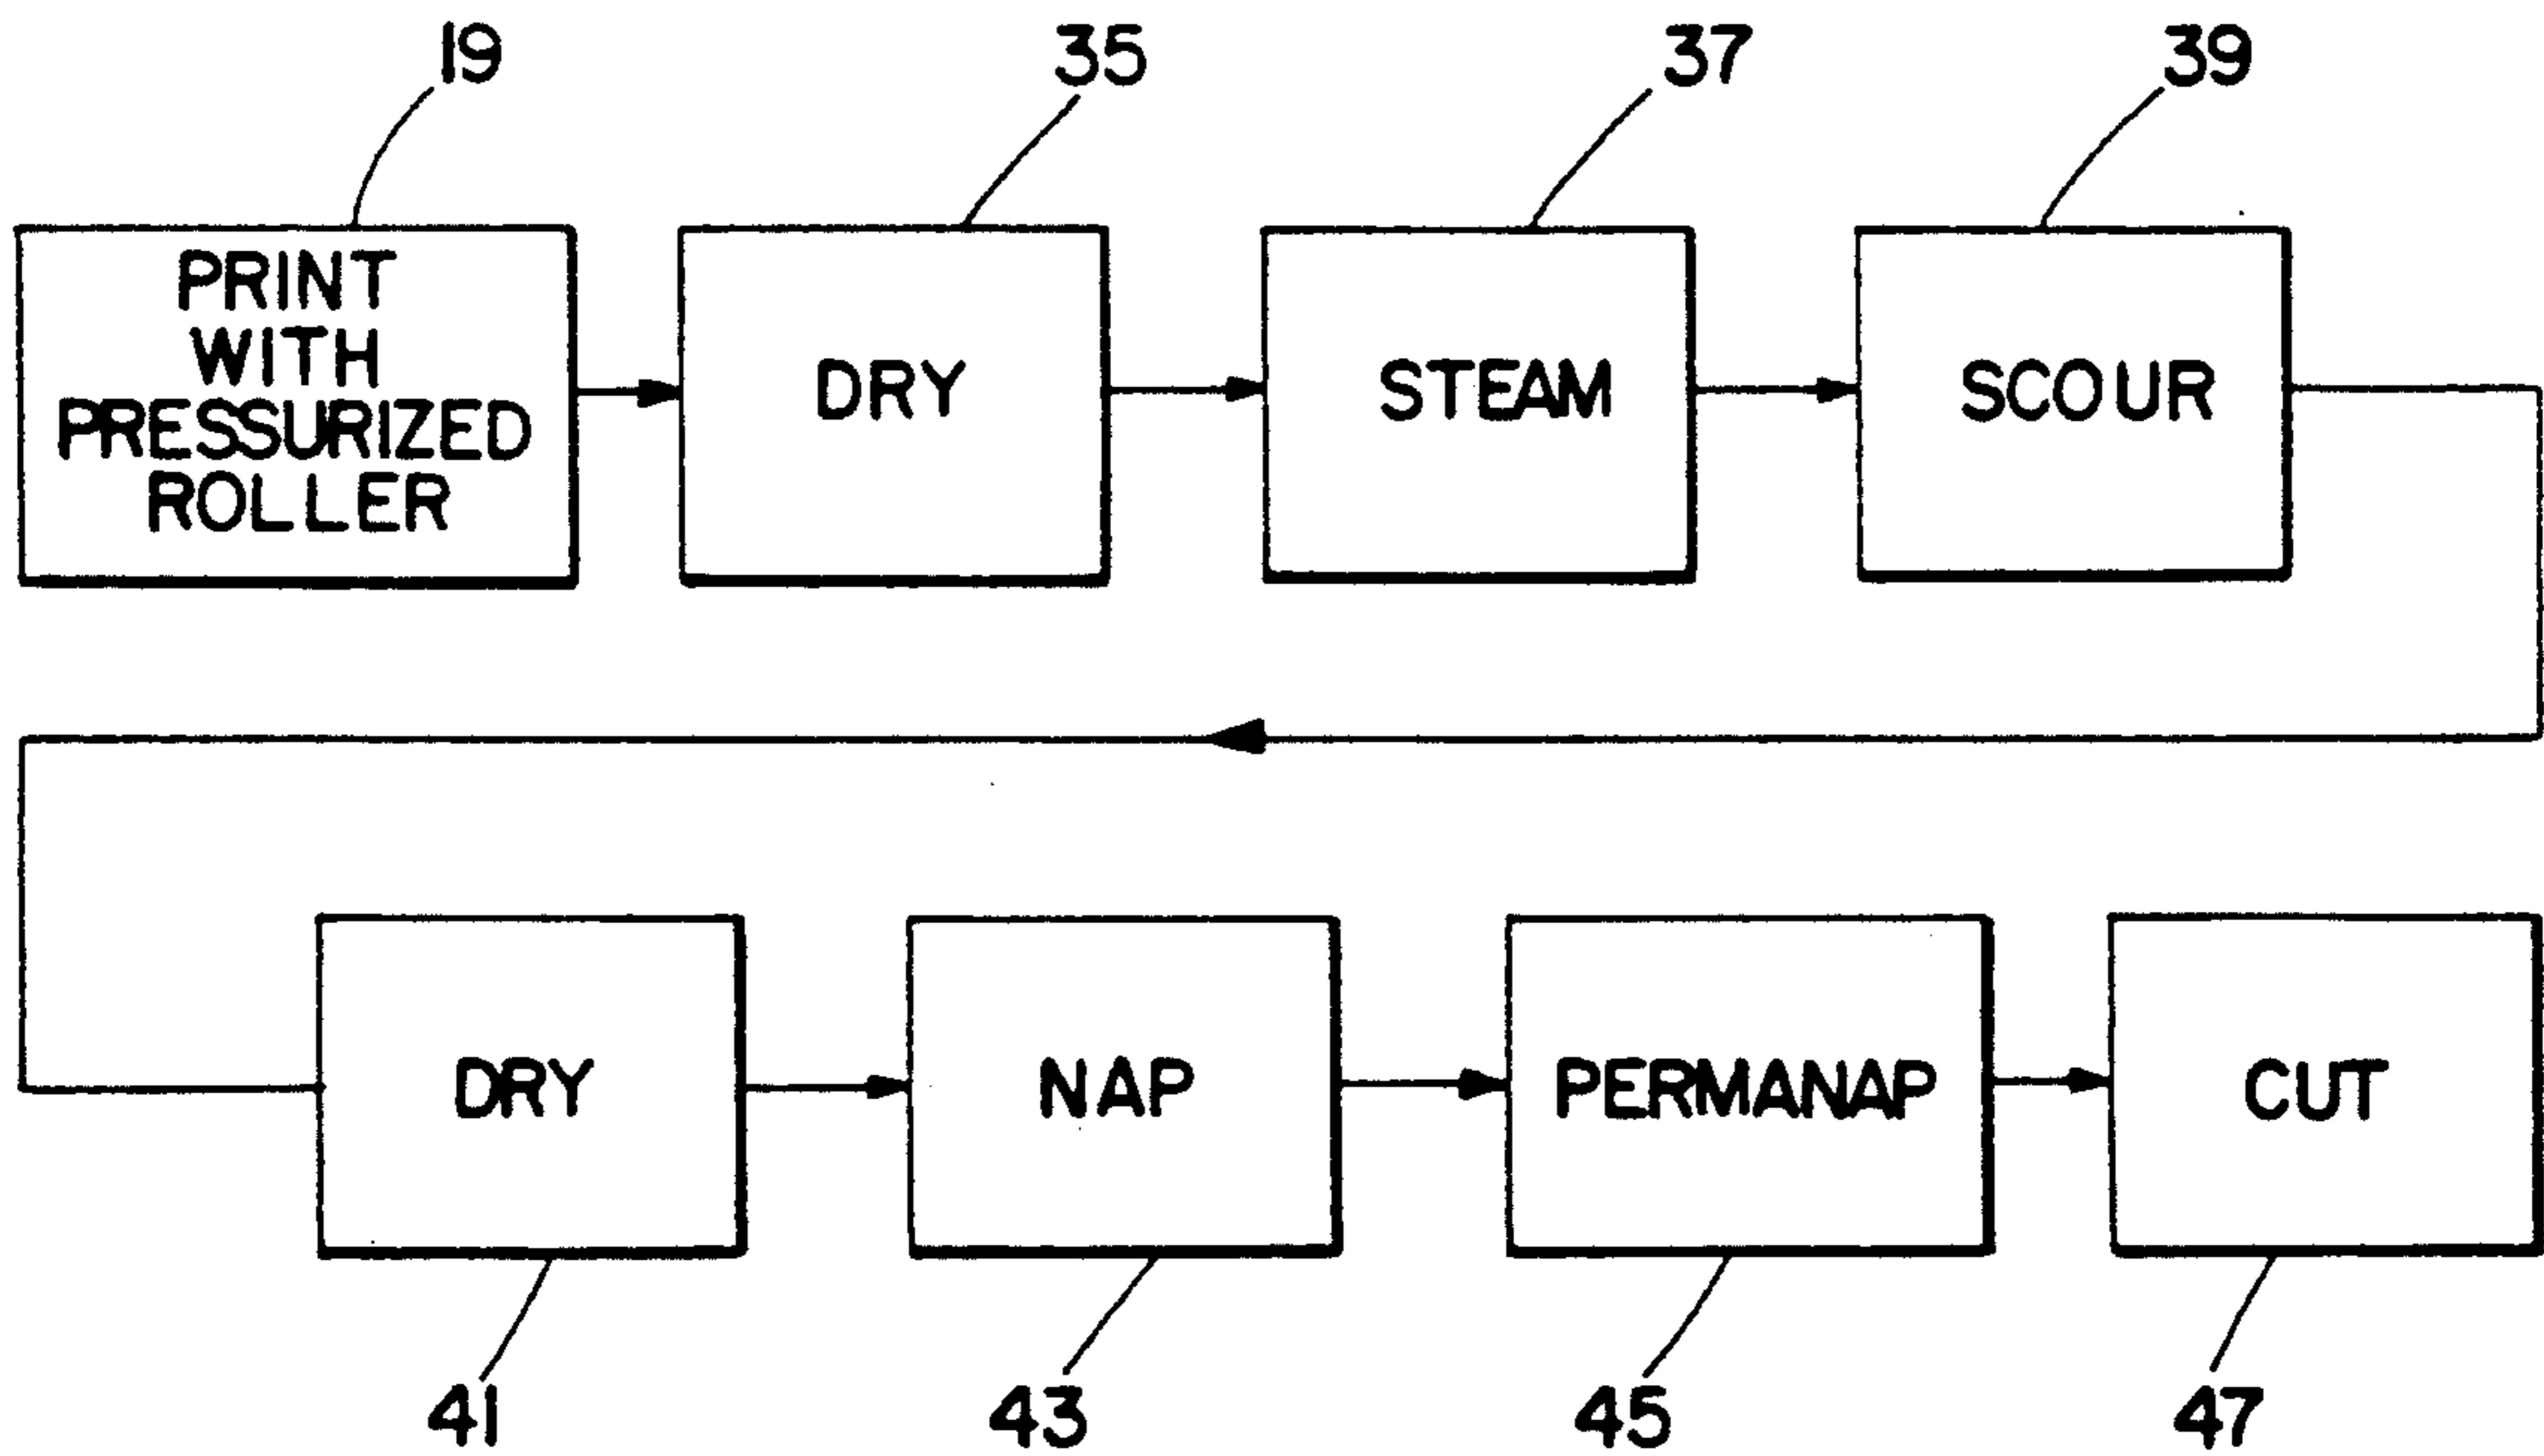 19
35
37
39
PRINT
WITH
PRESSURIZED
ROLLER
DRY
STEAM
SCOUR
DRY
NAP
PERMANAP
CUT
41
43
45
47